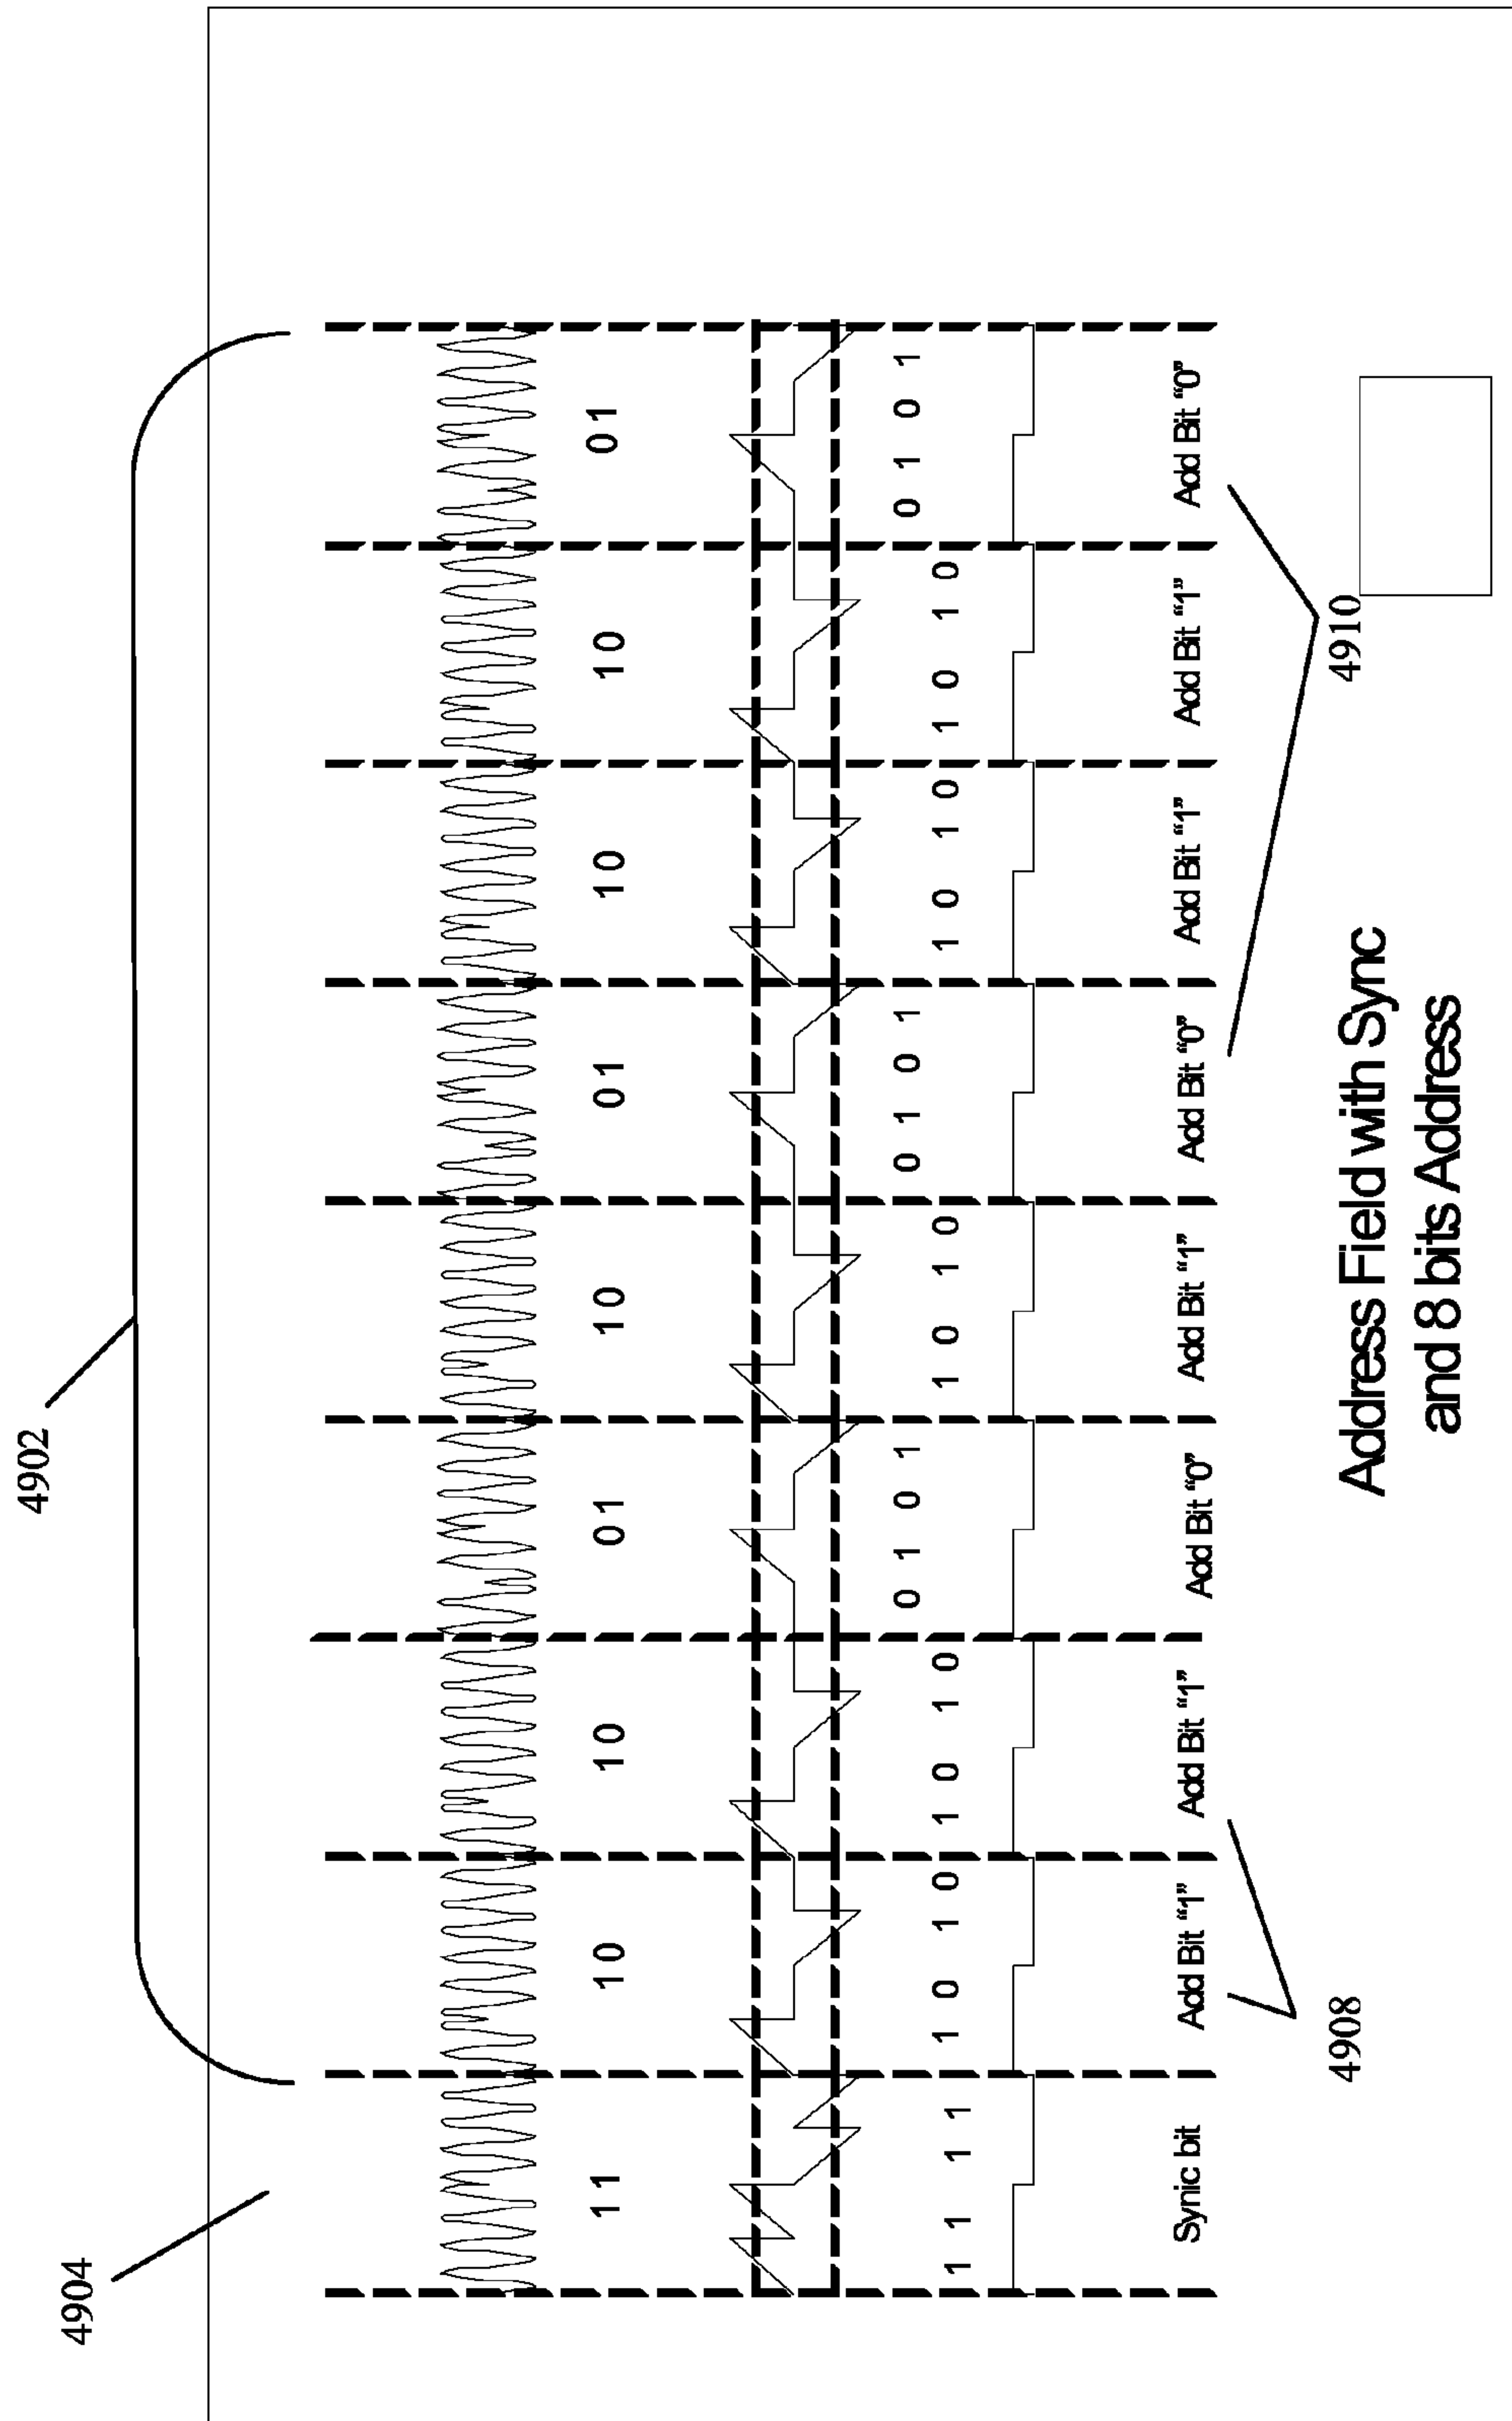 4902
4904
11 10 10 01 10 01 10 10 01
1 1 1 1 1 0 1 0 1 0 1 0 0 1 0 1 1 0 1 0 0 1 0 1 1 0 1 0 1 0 1 0 0 1 0 1
Synic bit Add Bit “1” Add Bit “1” Add Bit “0” Add Bit “1” Add Bit “0” Add Bit “1” Add Bit “1” Add Bit “0”
4908 4910
Address Field with Sync
and 8 bits Address